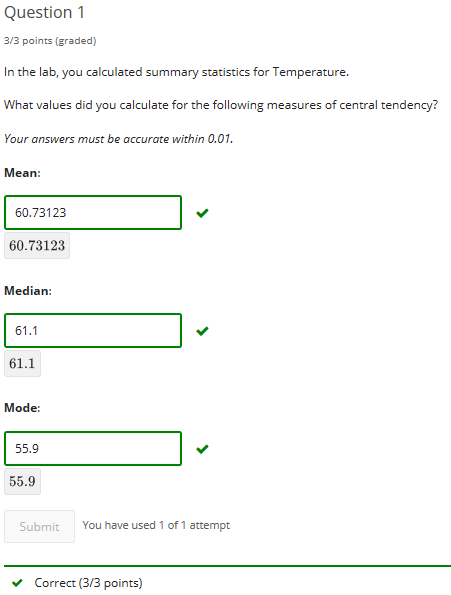 Question 1
3/3 points (graded)
In the lab, you calculated summary statistics for Temperature.
What values did you calculate for the following measures of central tendency?
Your answers must be accurate within 0.01.
Mean:
60.73123
60.73123
Median:
61.1
61.1
Mode:
55.9
55.9
Submit You have used 1 of 1 attempt
Correct (3/3 points)